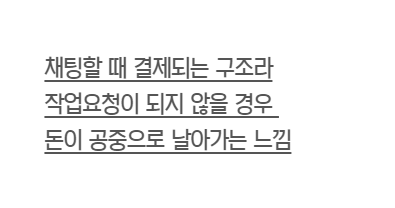 채팅할 때 결제되는 구조라
작업요청이 되지 않을 경우
돈이 공중으로 날아가는 느낌